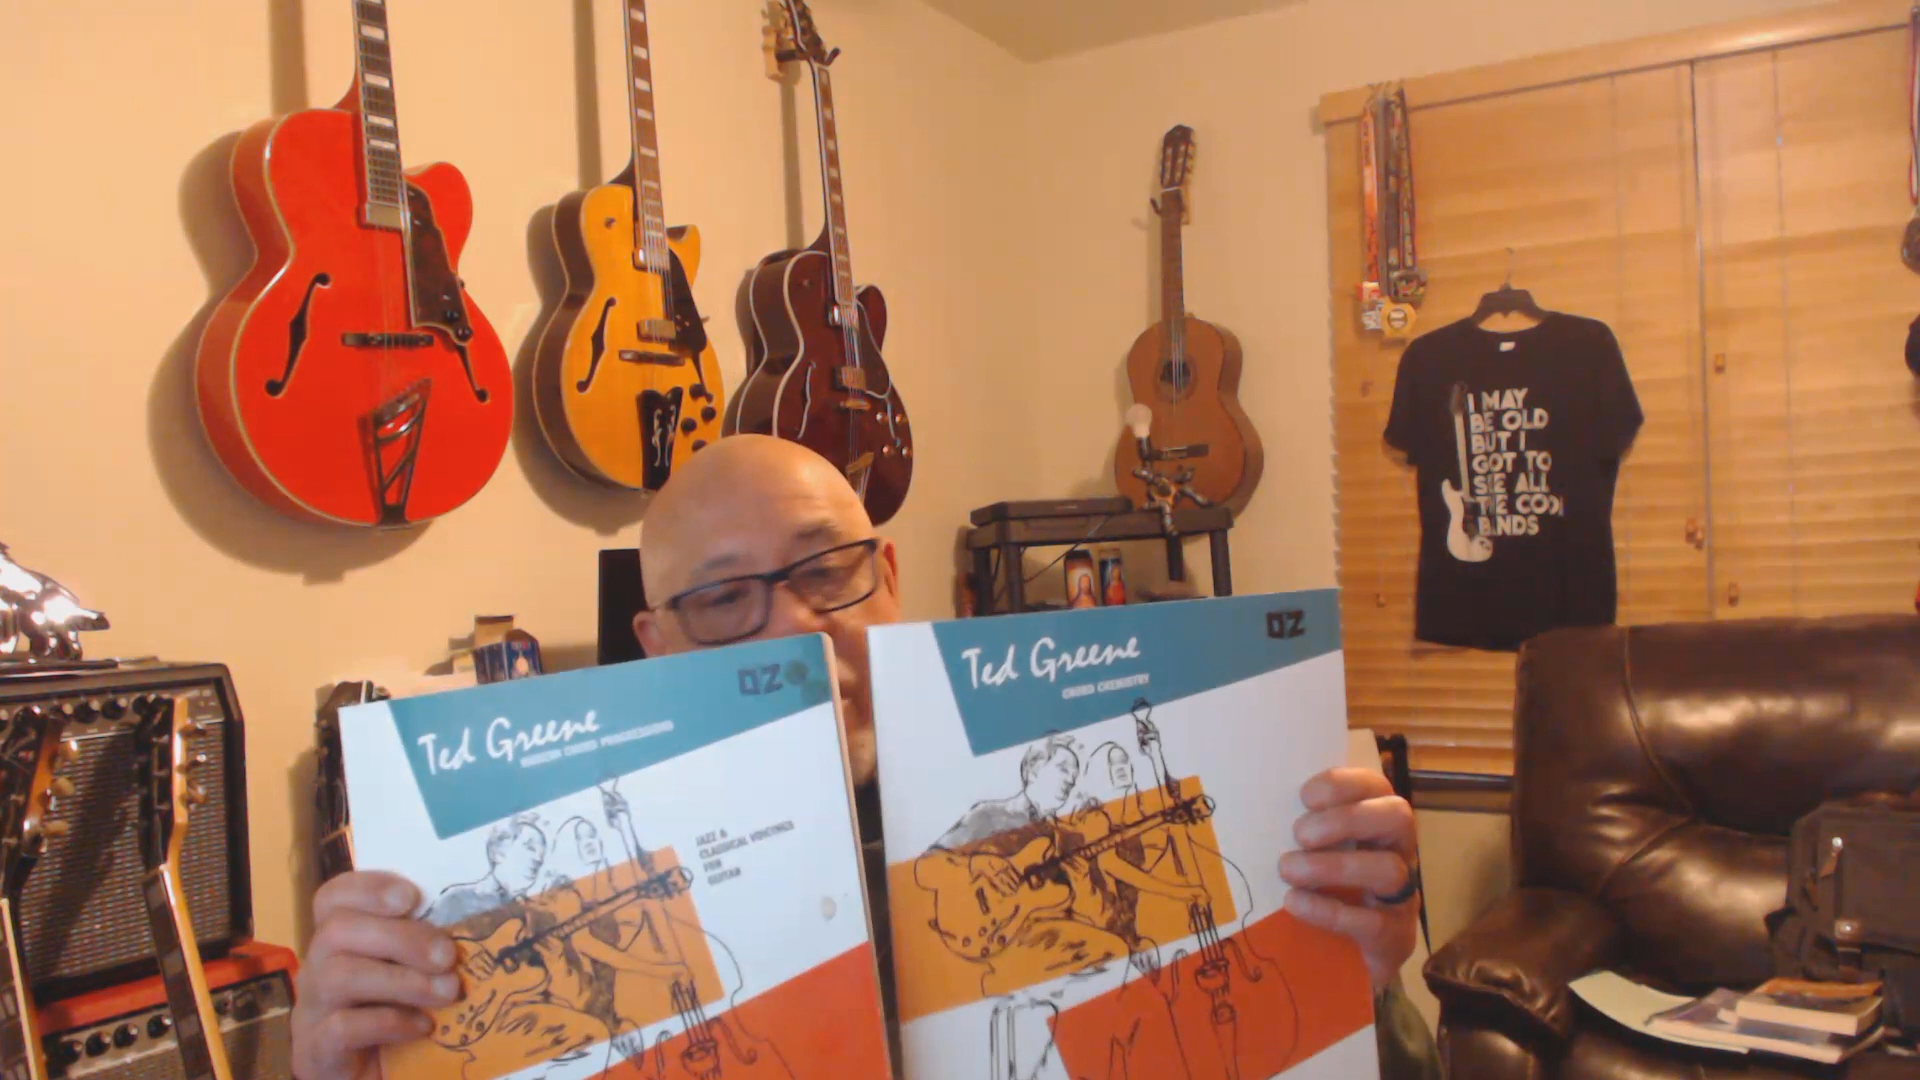 I MAY
BE OLD
BUT I
GOT TO
SEE ALL
THE COOL
BANDS
Ted Greene
MODERN CHORD PROGRESSIONS
JAZZ &
CLASSICAL VOICINGS
FOR
GUITAR
OZ
Ted Greene
CHORD CHEMISTRY
OZ